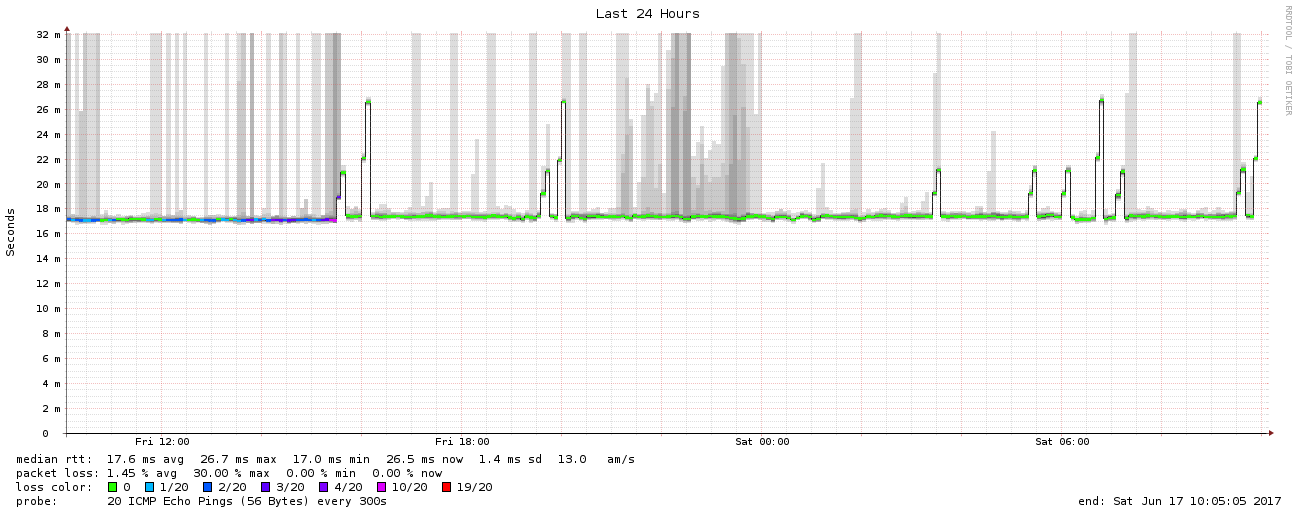 Last 24 Hours
RRDTOOL / TOBI OETIKER
32 m
30 m
28 m
26 m
24 m
22 m
20 m
18 m
16 m
14 m
12 m
10 m
8 m
6 m
4 m
2 m
0
Seconds
Fri 12:00 Fri 18:00 Sat 00:00 Sat 06:00
median rtt: 17.6 ms avg 26.7 ms max 17.0 ms min 26.5 ms now 1.4 ms sd 13.0 am/s
packet loss: 1.45 % avg 30.00 % max 0.00 % min 0.00 % now
loss color: 0 1/20 2/20 3/20 4/20 10/20 19/20
probe: 20 ICMP Echo Pings (56 Bytes) every 300s end: Sat Jun 17 10:05:05 2017